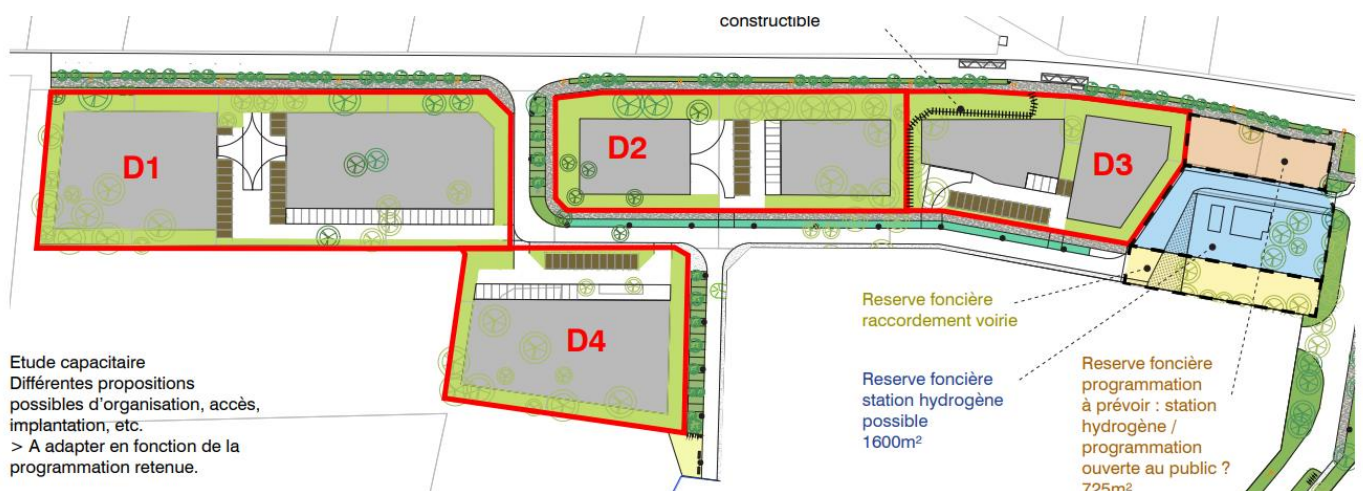 constructible
D1
D2
D3
D4
Etude capacitaire
Différentes propositions
possibles d'organisation, accès,
implantation, etc.
> A adapter en fonction de la
programmation retenue.
Reserve foncière
raccordement voirie
Reserve foncière
station hydrogène
possible
1600m²
Reserve foncière
programmation
à prévoir : station
hydrogène /
programmation
ouverte au public ?
725m²